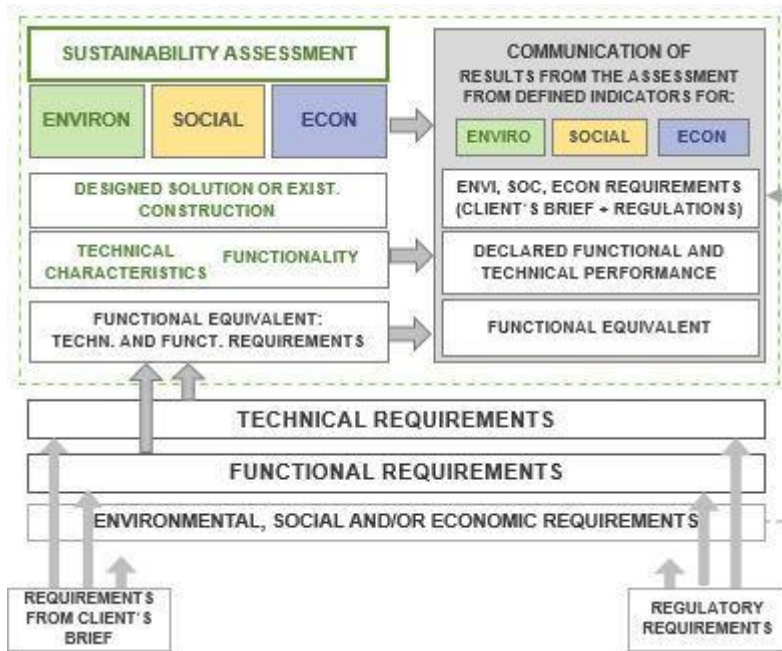 SUSTAINABILITY ASSESSMENT
ENVIRON
SOCIAL
ECON
DESIGNED SOLUTION OR EXIST.
CONSTRUCTION
TECHNICAL FUNCTIONALITY
CHARACTERISTICS
FUNCTIONAL EQUIVALENT:
TECHN. AND FUNCT. REQUIREMENTS
COMMUNICATION OF
RESULTS FROM THE ASSESSMENT
FROM DEFINED INDICATORS FOR:
ENVIRO
SOCIAL
ECON
ENVI, SOC, ECON REQUIREMENTS
(CLIENT'S BRIEF + REGULATIONS)
DECLARED FUNCTIONAL AND
TECHNICAL PERFORMANCE
FUNCTIONAL EQUIVALENT
TECHNICAL REQUIREMENTS
FUNCTIONAL REQUIREMENTS
ENVIRONMENTAL, SOCIAL AND/OR ECONOMIC REQUIREMENTS
REQUIREMENTS
FROM CLIENT'S
BRIEF
REGULATORY
REQUIREMENTS